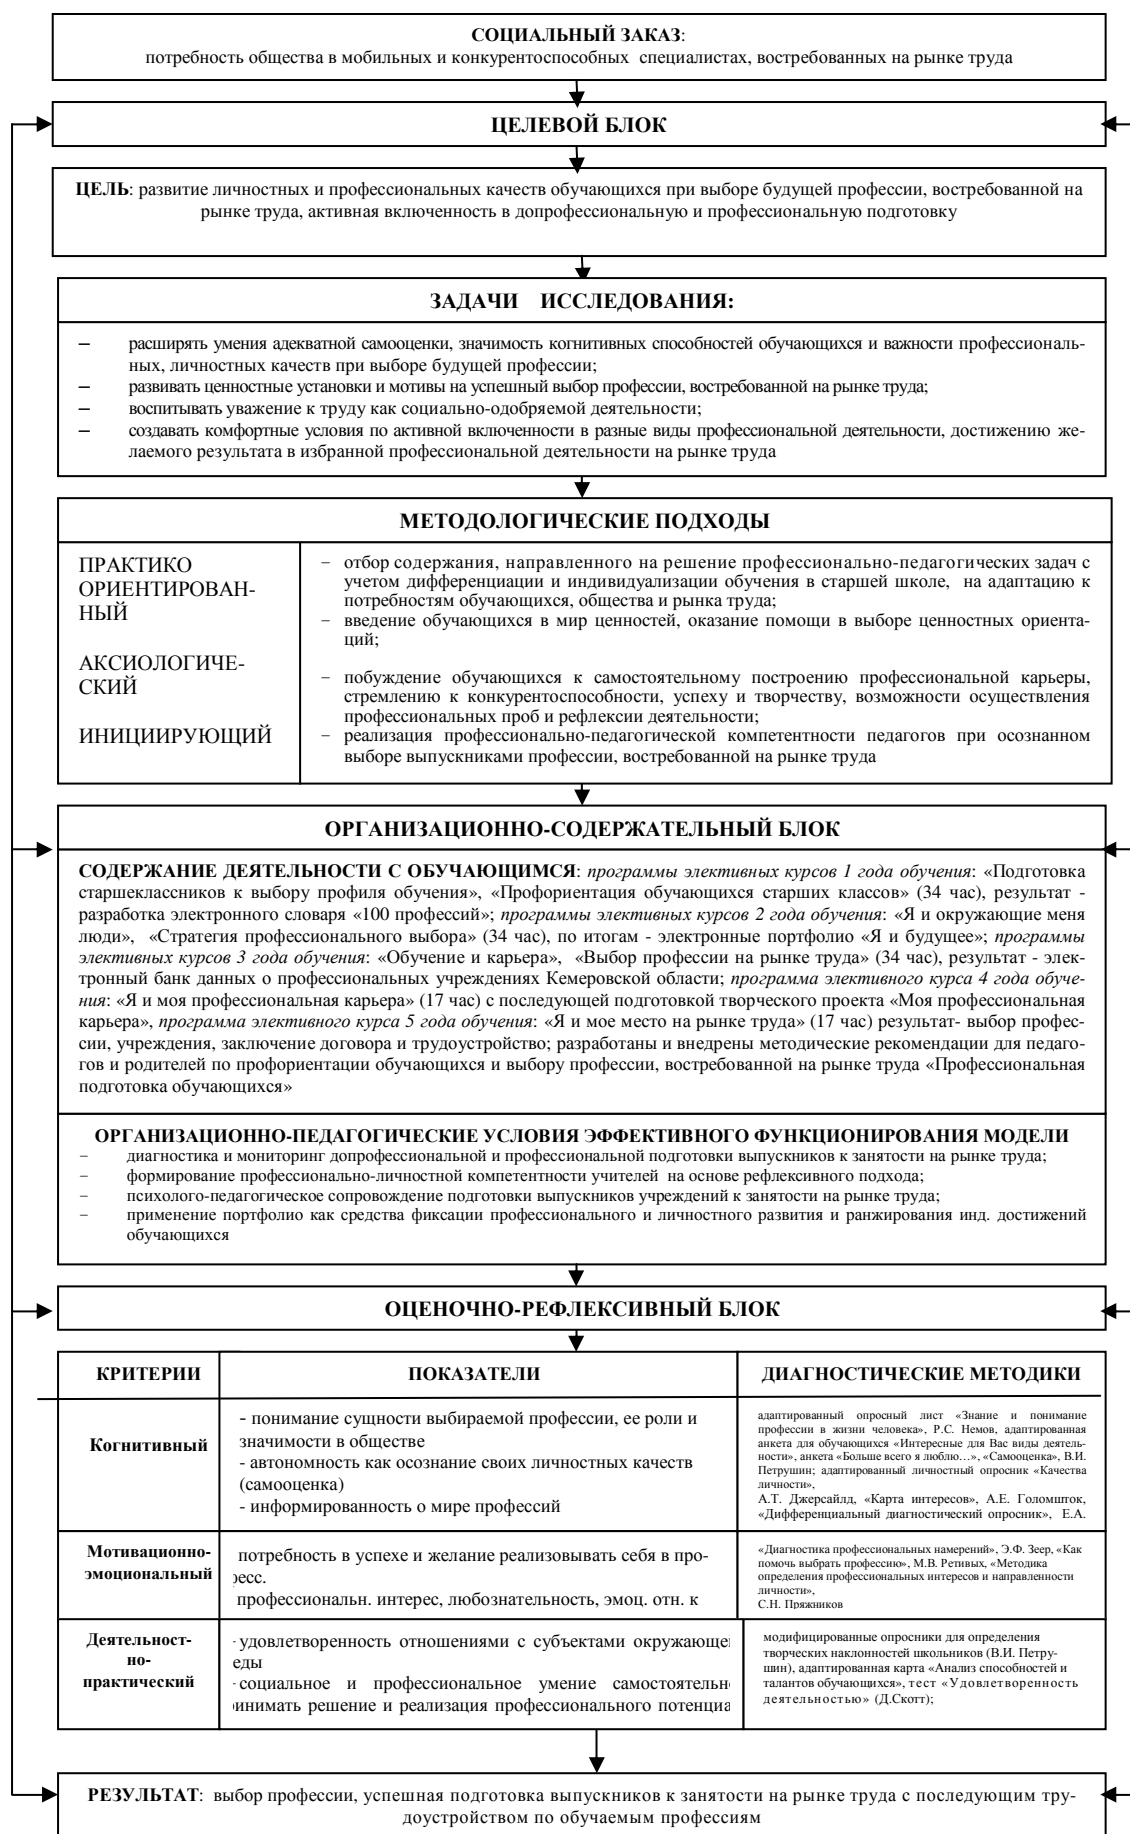 СОЦИАЛЬНЫЙ ЗАКАЗ:
потребность общества в мобильных и конкурентоспособных специалистах, востребованных на рынке труда
ЦЕЛЕВОЙ БЛОК
ЦЕЛЬ: развитие личностных и профессиональных качеств обучающихся при выборе будущей профессии, востребованной на
рынке труда, активная включенность в допрофессиональную и профессиональную подготовку
ЗАДАЧИ ИССЛЕДОВАНИЯ:
– расширять умения адекватной самооценки, значимость когнитивных способностей обучающихся и важности профессиональ-
ных, личностных качеств при выборе будущей профессии;
– развивать ценностные установки и мотивы на успешный выбор профессии, востребованной на рынке труда;
– воспитывать уважение к труду как социально-одобряемой деятельности;
– создавать комфортные условия по активной включенности в разные виды профессиональной деятельности, достижению же-
лаемого результата в избранной профессиональной деятельности на рынке труда
МЕТОДОЛОГИЧЕСКИЕ ПОДХОДЫ
ПРАКТИКО
ОРИЕНТИРОВАН-
НЫЙ
АКСИОЛОГИЧЕ-
СКИЙ
ИНИЦИИРУЮЩИЙ
– отбор содержания, направленного на решение профессионально-педагогических задач с
учетом дифференциации и индивидуализации обучения в старшей школе, на адаптацию к
потребностям обучающихся, общества и рынка труда;
– введение обучающихся в мир ценностей, оказание помощи в выборе ценностных ориента-
ций;
– побуждение обучающихся к самостоятельному построению профессиональной карьеры,
стремлению к конкурентоспособности, успеху и творчеству, возможности осуществления
профессиональных проб и рефлексии деятельности;
– реализация профессионально-педагогической компетентности педагогов при осознанном
выборе выпускниками профессии, востребованной на рынке труда
ОРГАНИЗАЦИОННО-СОДЕРЖАТЕЛЬНЫЙ БЛОК
СОДЕРЖАНИЕ ДЕЯТЕЛЬНОСТИ С ОБУЧАЮЩИМСЯ: программы элективных курсов 1 года обучения: «Подготовка
старшеклассников к выбору профиля обучения», «Профориентация обучающихся старших классов» (34 час), результат -
разработка электронного словаря «100 профессий»; программы элективных курсов 2 года обучения: «Я и окружающие меня
люди», «Стратегия профессионального выбора» (34 час), по итогам - электронные портфолио «Я и будущее»; программы
элективных курсов 3 года обучения: «Обучение и карьера», «Выбор профессии на рынке труда» (34 час), результат - элек-
тронный банк данных о профессиональных учреждениях Кемеровской области; программа элективного курса 4 года обуче-
ния: «Я и моя профессиональная карьера» (17 час) с последующей подготовкой творческого проекта «Моя профессиональная
карьера», программа элективного курса 5 года обучения: «Я и мое место на рынке труда» (17 час) результат- выбор профес-
сии, учреждения, заключение договора и трудоустройство; разработаны и внедрены методические рекомендации для педаго-
гов и родителей по профориентации обучающихся и выбору профессии, востребованной на рынке труда «Профессиональная
подготовка обучающихся»
ОРГАНИЗАЦИОННО-ПЕДАГОГИЧЕСКИЕ УСЛОВИЯ ЭФФЕКТИВНОГО ФУНКЦИОНИРОВАНИЯ МОДЕЛИ
– диагностика и мониторинг допрофессиональной и профессиональной подготовки выпускников к занятости на рынке труда;
– формирование профессионально-личностной компетентности учителей на основе рефлексивного подхода;
– психолого-педагогическое сопровождение подготовки выпускников учреждений к занятости на рынке труда;
– применение портфолио как средства фиксации профессионального и личностного развития и ранжирования инд. достижений
обучающихся
ОЦЕНОЧНО-РЕФЛЕКСИВНЫЙ БЛОК
КРИТЕРИИ
ПОКАЗАТЕЛИ
ДИАГНОСТИЧЕСКИЕ МЕТОДИКИ
Когнитивный
- понимание сущности выбираемой профессии, ее роли и
значимости в обществе
- автономность как осознание своих личностных качеств
(самооценка)
- информированность о мире профессий
адаптированный опросный лист «Знание и понимание
профессии в жизни человека», Р.С. Немов, адаптированная
анкета для обучающихся «Интересные для Вас виды деятель-
ности», анкета «Больше всего я люблю…», «Самооценка», В.И.
Петрушин; адаптированный личностный опросник «Качества
личности»,
А.Т. Джерсайлд, «Карта интересов», А.Е. Голомшток,
«Дифференциальный диагностический опросник», Е.А.
Мотивационно-
эмоциональный
потребность в успехе и желание реализовывать себя в про-
есс.
профессиональн. интерес, любознательность, эмоц. отн. к
«Диагностика профессиональных намерений», Э.Ф. Зеер, «Как
помочь выбрать профессию», М.В. Ретивых, «Методика
определения профессиональных интересов и направленности
личности»,
С.Н. Пряжников
Деятельност-
но-
практический
-удовлетворенность отношениями с субъектами окружающе
еды
-социальное и профессиональное умение самостоятельн
инимать решение и реализация профессионального потенциа
модифицированные опросники для определения
творческих наклонностей школьников (В.И. Петру-
шин), адаптированная карта «Анализ способностей и
талантов обучающихся», тест «Удовлетворенность
деятельностью» (Д.Скотт);
РЕЗУЛЬТАТ: выбор профессии, успешная подготовка выпускников к занятости на рынке труда с последующим тру-
доустройством по обучаемым профессиям